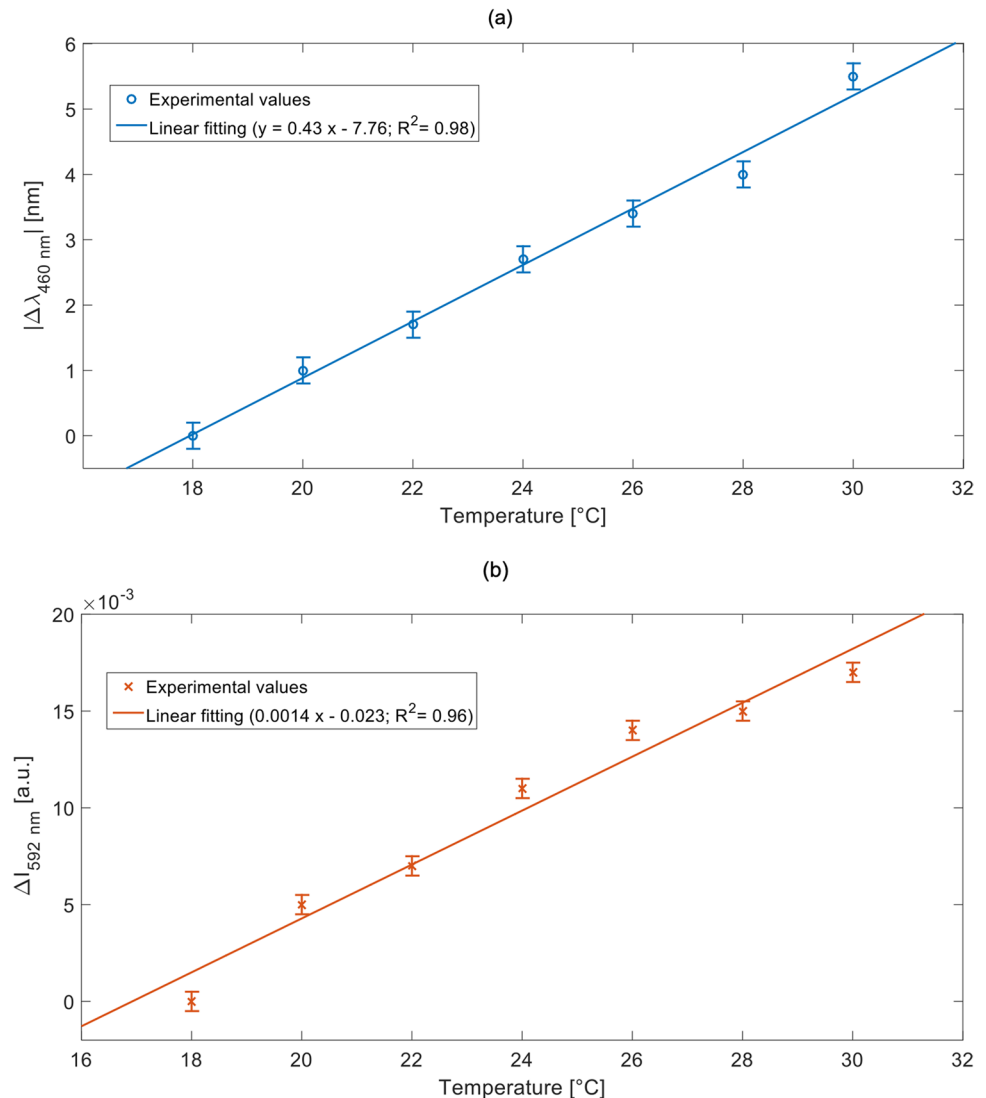 (a)
6
5
4
3
2
1
0
|Δλ460 nm| [nm]
Experimental values
Linear fitting (y = 0.43 x - 7.76; R²= 0.98)
18 20 22 24 26 28 30 32
Temperature [°C]
(b)
×10⁻³
20
15
10
5
0
ΔI592 nm [a.u.]
Experimental values
Linear fitting (0.0014 x - 0.023; R²= 0.96)
16 18 20 22 24 26 28 30 32
Temperature [°C]